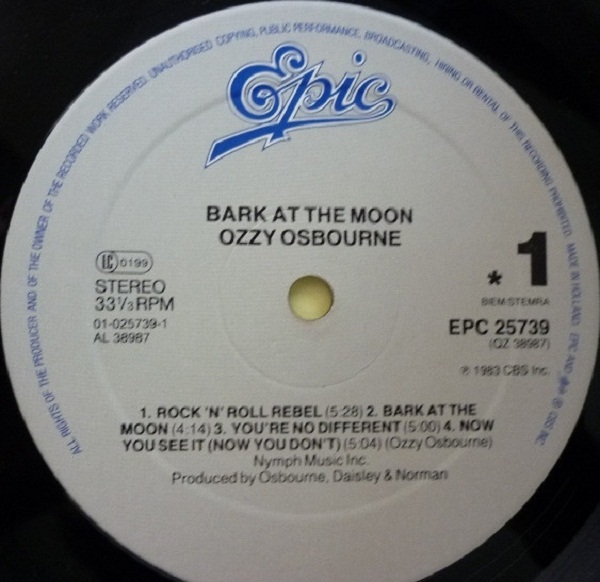 ALL RIGHTS OF THE PRODUCER AND OF THE OWNER OF THE RECORDED WORK RESERVED. UNAUTHORISED COPYING, PUBLIC PERFORMANCE, BROADCASTING, HIRING OR RENTAL OF THIS RECORDING PROHIBITED. MADE IN HOLLAND. EPIC AND ® CBS INC.
Epic
BARK AT THE MOON
OZZY OSBOURNE
LC 0199
STEREO
33⅓ RPM
01-025739-1
AL 38987
* 1
BIEM/STEMRA
EPC 25739
(QZ 38987)
℗ 1983 CBS Inc.
1. ROCK 'N' ROLL REBEL (5:28) 2. BARK AT THE
MOON (4:14) 3. YOU'RE NO DIFFERENT (5:00) 4. NOW
YOU SEE IT (NOW YOU DON'T) (5:04) (Ozzy Osbourne)
Nymph Music Inc.
Produced by Osbourne, Daisley & Norman